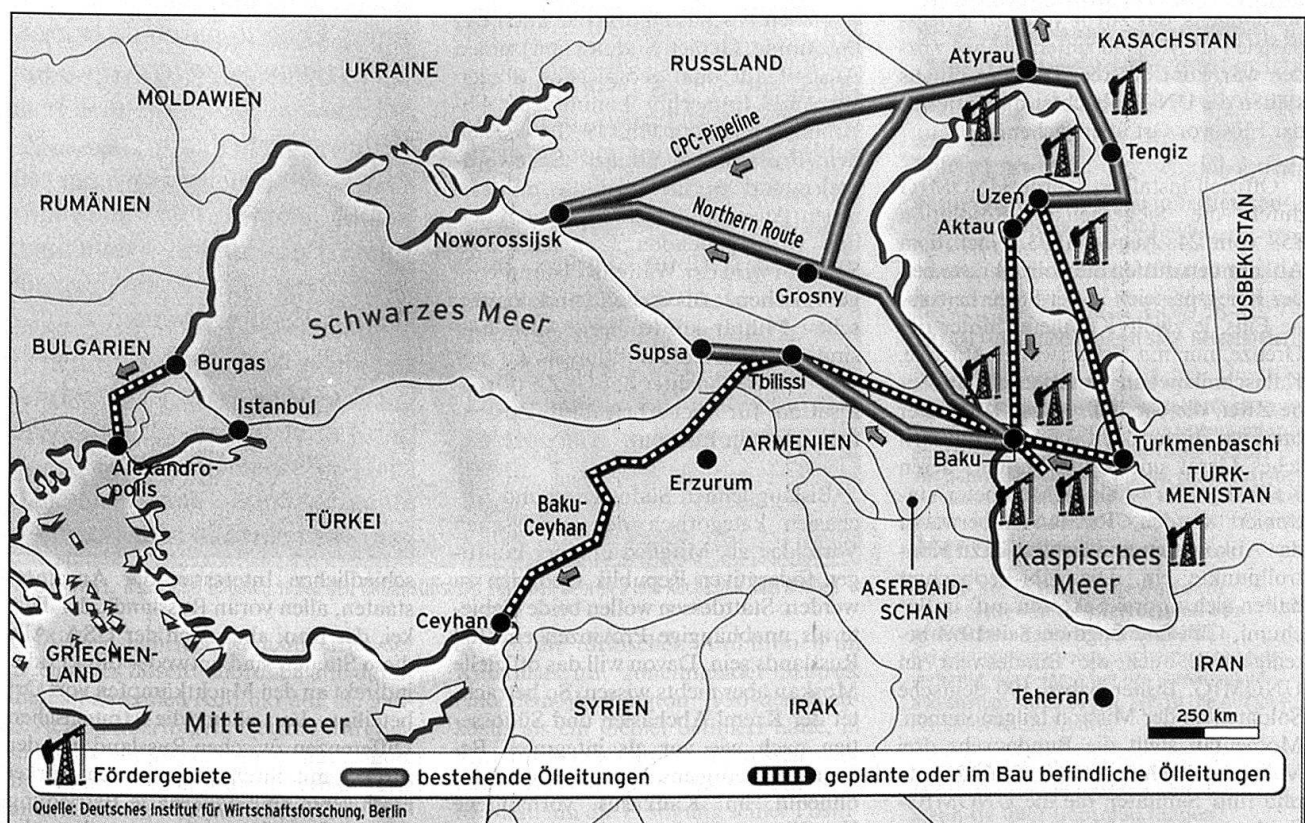 UKRAINE
RUSSLAND
KASACHSTAN
Atyrau
MOLDAWIEN
CPC-Pipeline
Tengiz
RUMÄNIEN
Uzen
Northern Route
Aktau
Noworossijsk
USBEKISTAN
Grosny
Schwarzes Meer
BULGARIEN
Burgas
Supsa
Tbilissi
Istanbul
ARMENIEN
Baku
Turkmenbaschi
Alexandro-
polis
Erzurum
TURK-
MENISTAN
TÜRKEI
Baku-
Ceyhan
Kaspisches
Meer
ASERBAID-
SCHAN
Ceyhan
GRIECHEN-
LAND
IRAN
SYRIEN
IRAK
Teheran
Mittelmeer
250 km
Fördergebiete
bestehende Ölleitungen
geplante oder im Bau befindliche Ölleitungen
Quelle: Deutsches Institut für Wirtschaftsforschung, Berlin